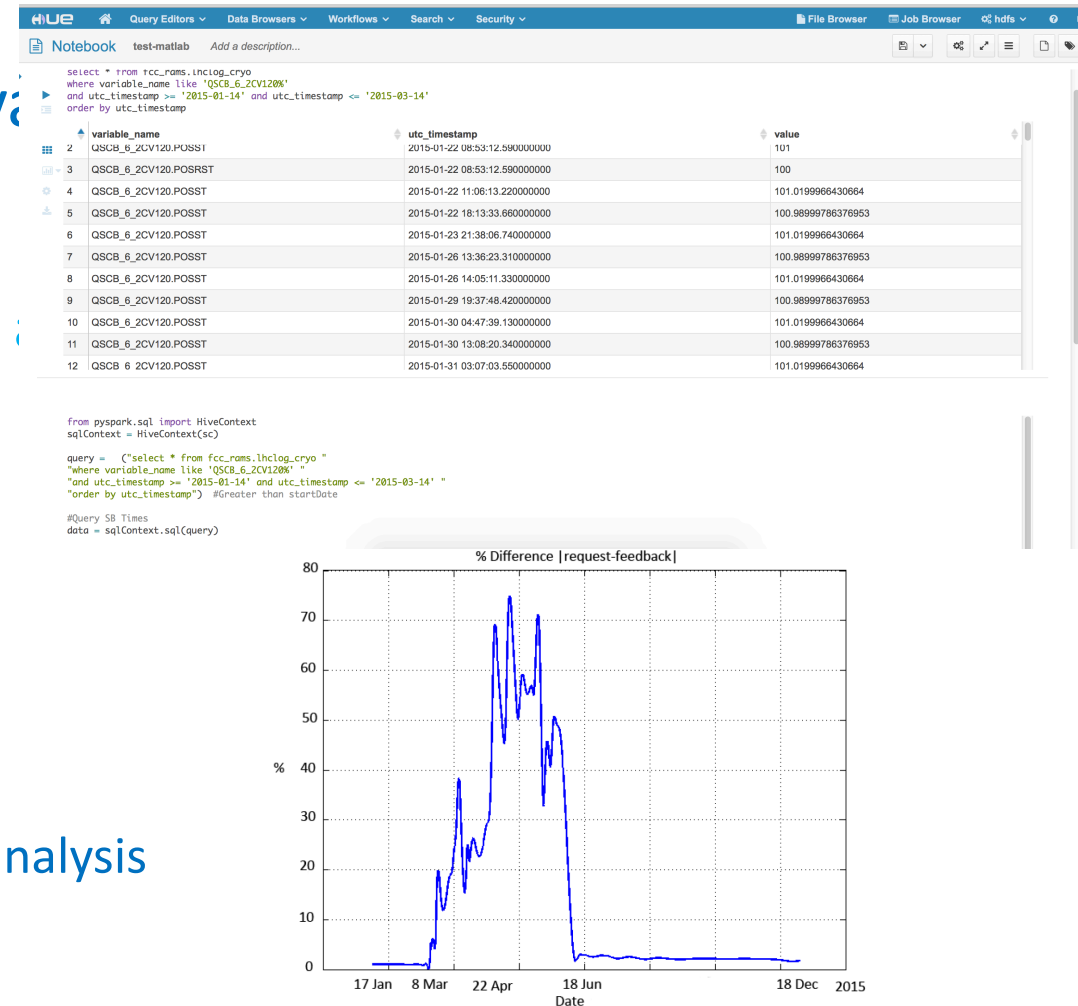 HUE Query Editors Data Browsers Workflows Search Security File Browser Job Browser hdfs
Notebook test-matlab Add a description...
select * from fcc_rams.lhclog_cryo
where variable_name like 'QSCB_6_2CV120%'
and utc_timestamp >= '2015-01-14' and utc_timestamp <= '2015-03-14'
order by utc_timestamp
variable_name utc_timestamp value
2 QSCB_6_2CV120.POSST 2015-01-22 08:53:12.590000000 101
3 QSCB_6_2CV120.POSRST 2015-01-22 08:53:12.590000000 100
4 QSCB_6_2CV120.POSST 2015-01-22 11:06:13.220000000 101.0199966430664
5 QSCB_6_2CV120.POSST 2015-01-22 18:13:33.660000000 100.98999786376953
6 QSCB_6_2CV120.POSST 2015-01-23 21:38:06.740000000 101.0199966430664
7 QSCB_6_2CV120.POSST 2015-01-26 13:36:23.310000000 100.98999786376953
8 QSCB_6_2CV120.POSST 2015-01-26 14:05:11.330000000 101.0199966430664
9 QSCB_6_2CV120.POSST 2015-01-29 19:37:48.420000000 100.98999786376953
10 QSCB_6_2CV120.POSST 2015-01-30 04:47:39.130000000 101.0199966430664
11 QSCB_6_2CV120.POSST 2015-01-30 13:08:20.340000000 100.98999786376953
12 QSCB_6_2CV120.POSST 2015-01-31 03:07:03.550000000 101.0199966430664
from pyspark.sql import HiveContext
sqlContext = HiveContext(sc)
query = ("select * from fcc_rams.lhclog_cryo "
"where variable_name like 'QSCB_6_2CV120%' "
"and utc_timestamp >= '2015-01-14' and utc_timestamp <= '2015-03-14' "
"order by utc_timestamp") #Greater than startDate
#Query SB Times
data = sqlContext.sql(query)
% Difference |request-feedback|
80
70
60
50
% 40
30
nalysis
20
10
0
17 Jan 8 Mar 22 Apr 18 Jun 18 Dec 2015
Date